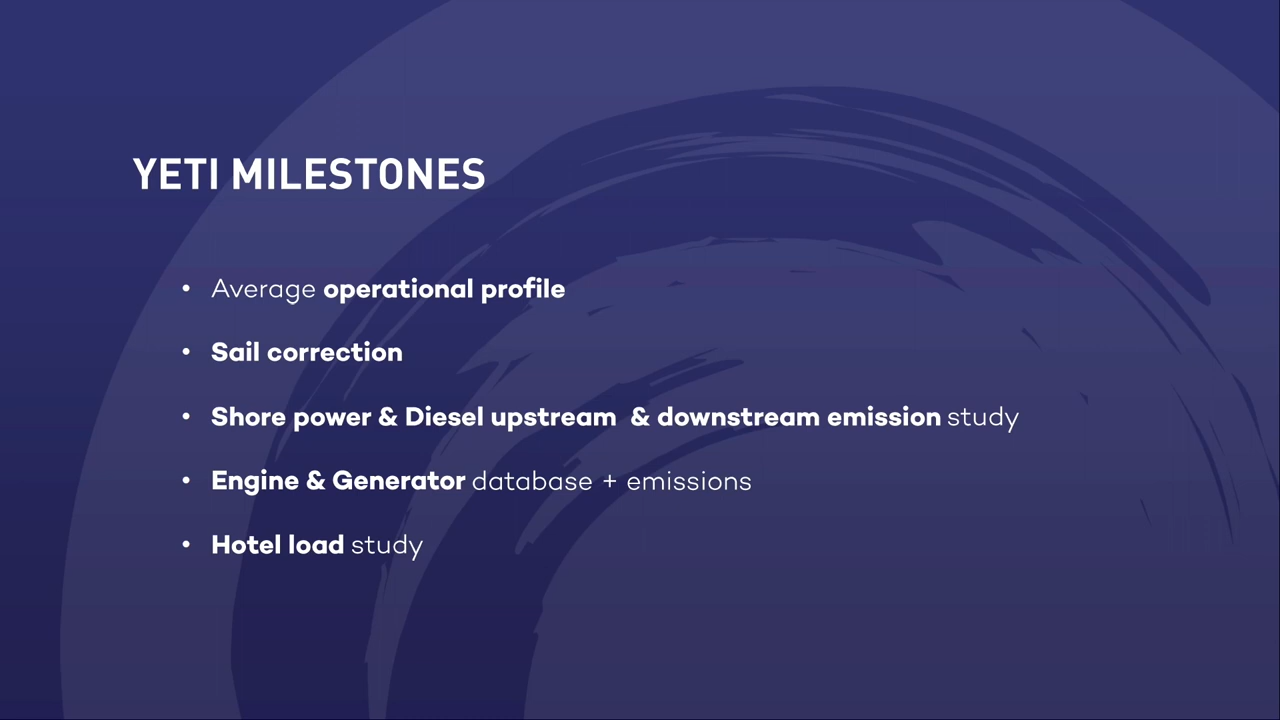 YETI MILESTONES
• Average operational profile
• Sail correction
• Shore power & Diesel upstream  & downstream emission study
• Engine & Generator database + emissions
• Hotel load study